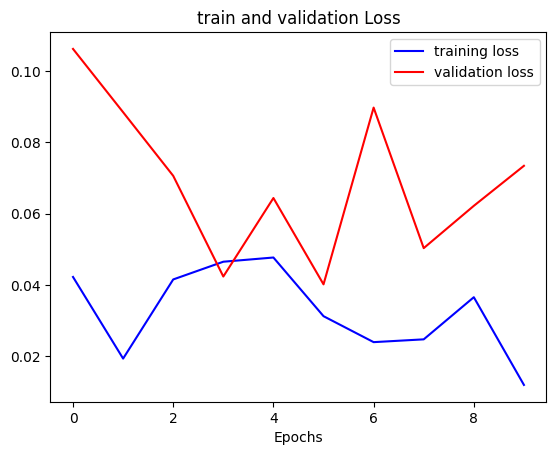 train and validation Loss
training loss
validation loss
0.10
0.08
0.06
0.04
0.02
0 2 4 6 8
Epochs